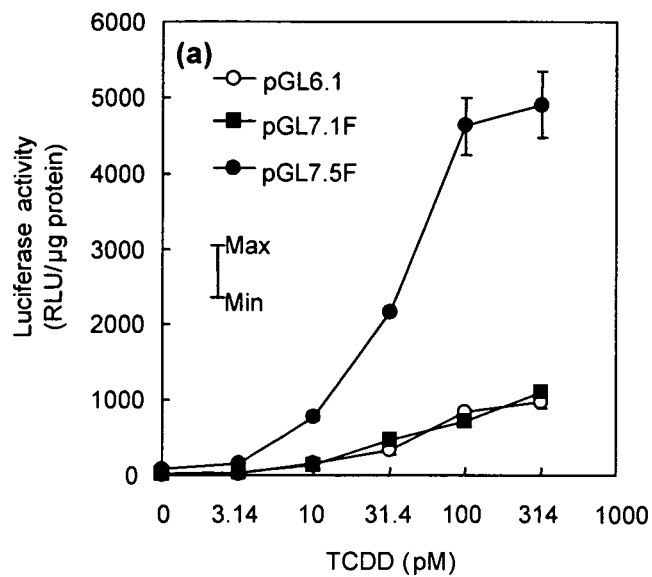 (a)
pGL6.1
pGL7.1F
pGL7.5F
Max
Min
6000
5000
4000
3000
2000
1000
0
Luciferase activity
(RLU/µg protein)
0 3.14 10 31.4 100 314 1000
TCDD (pM)